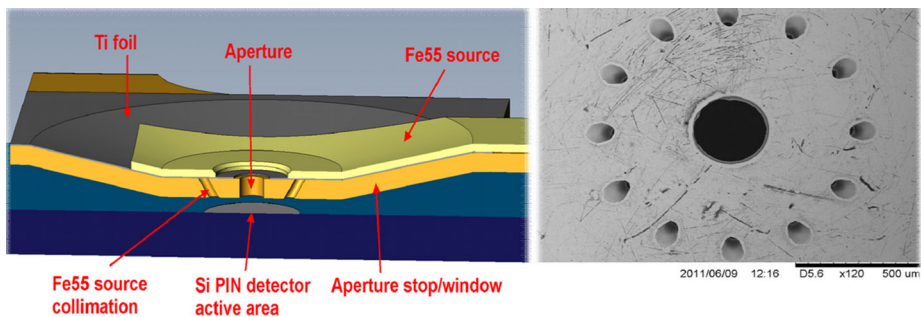 Ti foil
Aperture
Fe55 source
Fe55 source
collimation
Si PIN detector
active area
Aperture stop/window
2011/06/09 12:16 D5.6 x120 500 um